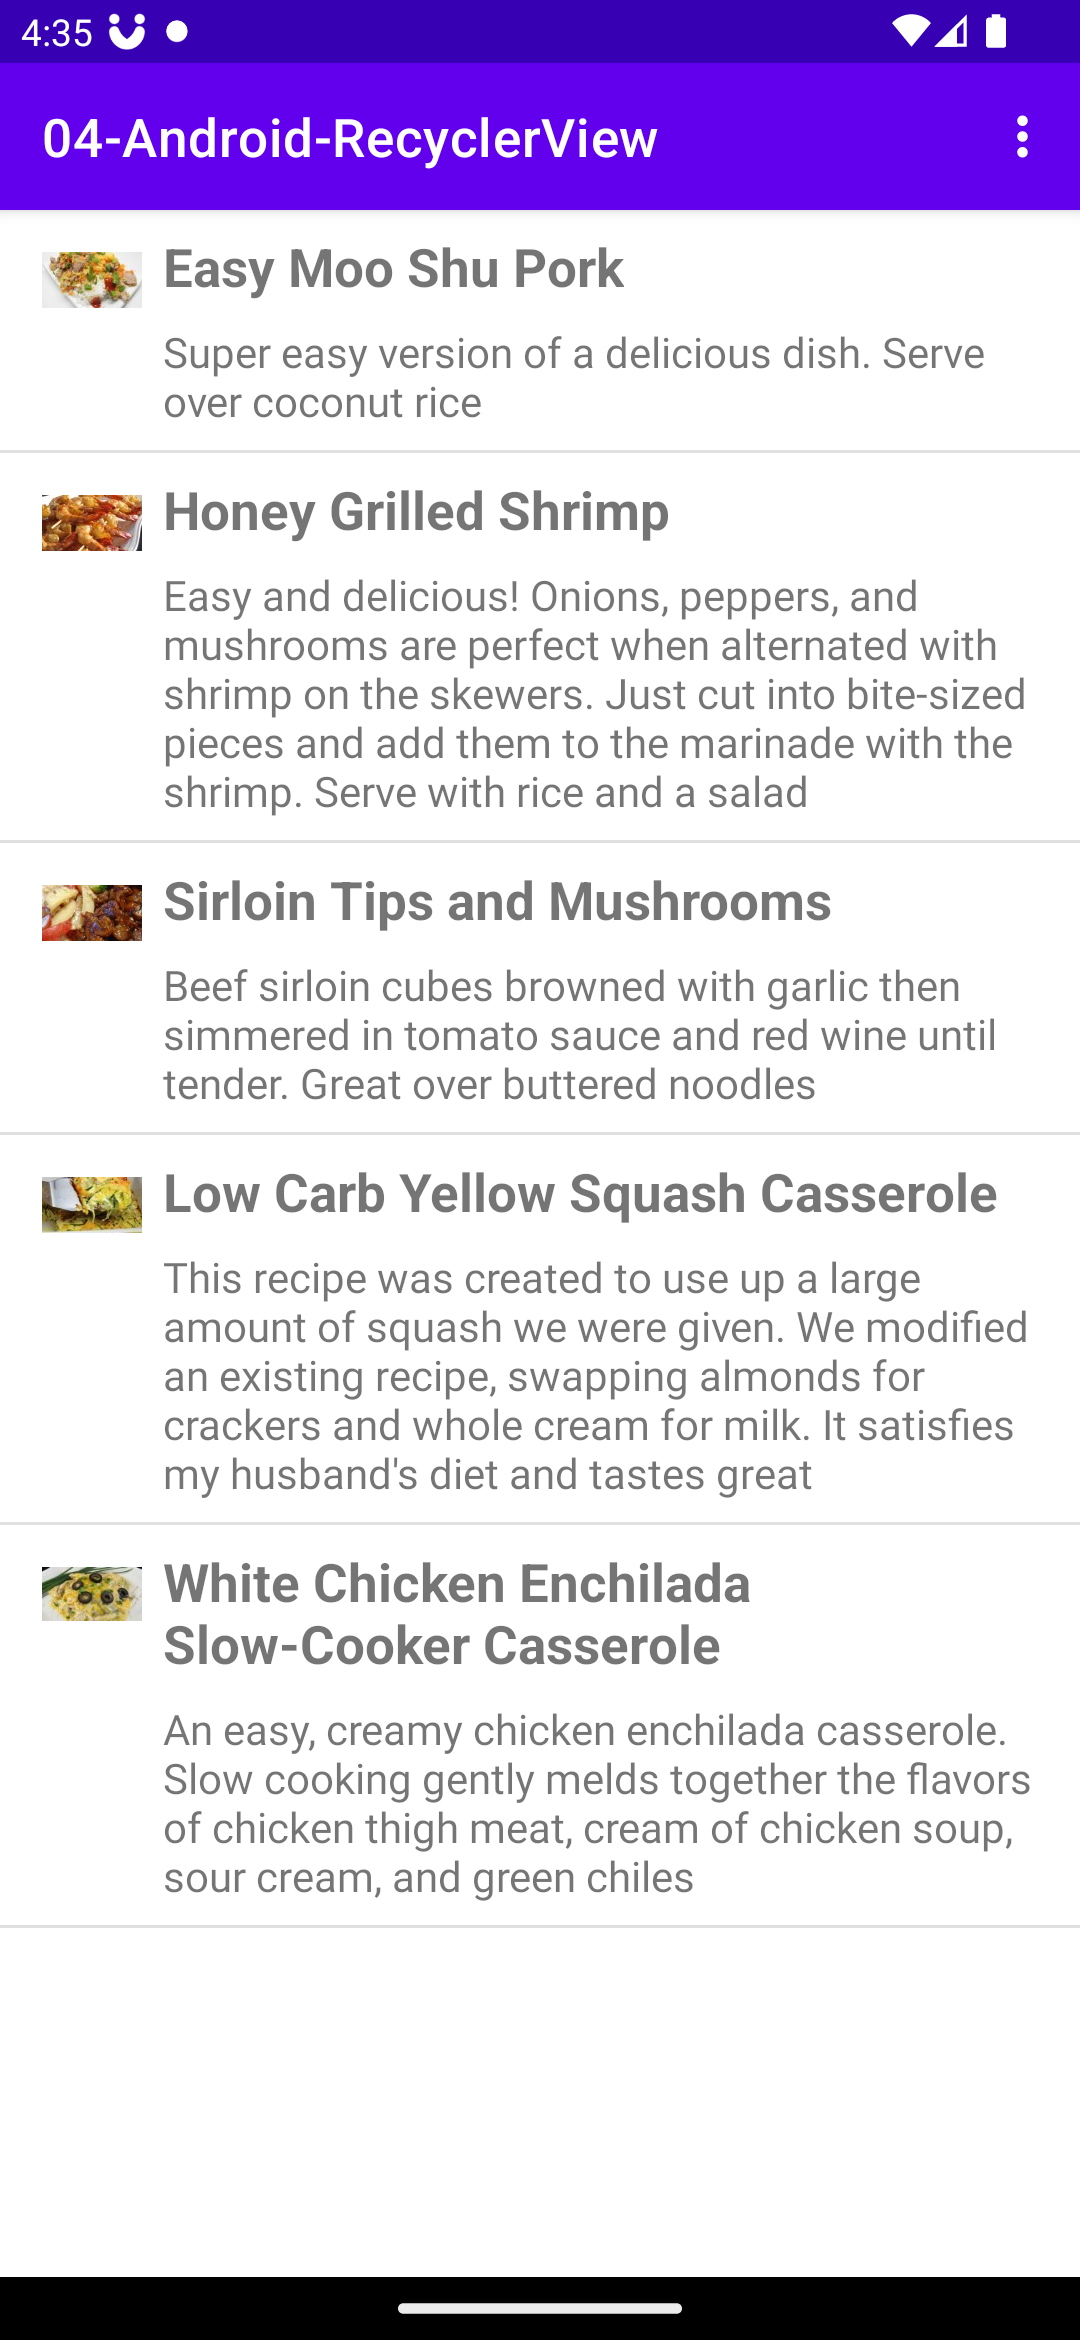 4:35
04-Android-RecyclerView
Easy Moo Shu Pork
Super easy version of a delicious dish. Serve
over coconut rice
Honey Grilled Shrimp
Easy and delicious! Onions, peppers, and
mushrooms are perfect when alternated with
shrimp on the skewers. Just cut into bite-sized
pieces and add them to the marinade with the
shrimp. Serve with rice and a salad
Sirloin Tips and Mushrooms
Beef sirloin cubes browned with garlic then
simmered in tomato sauce and red wine until
tender. Great over buttered noodles
Low Carb Yellow Squash Casserole
This recipe was created to use up a large
amount of squash we were given. We modified
an existing recipe, swapping almonds for
crackers and whole cream for milk. It satisfies
my husband's diet and tastes great
White Chicken Enchilada
Slow-Cooker Casserole
An easy, creamy chicken enchilada casserole.
Slow cooking gently melds together the flavors
of chicken thigh meat, cream of chicken soup,
sour cream, and green chiles